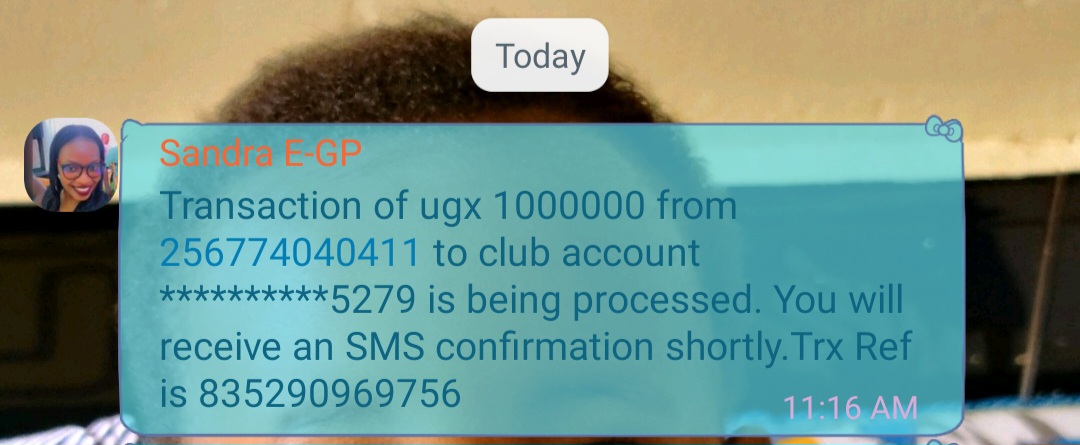 Today
Sandra E-GP
Transaction of ugx 1000000 from
256774040411 to club account
**********5279 is being processed. You will
receive an SMS confirmation shortly.Trx Ref
is 835290969756
11:16 AM